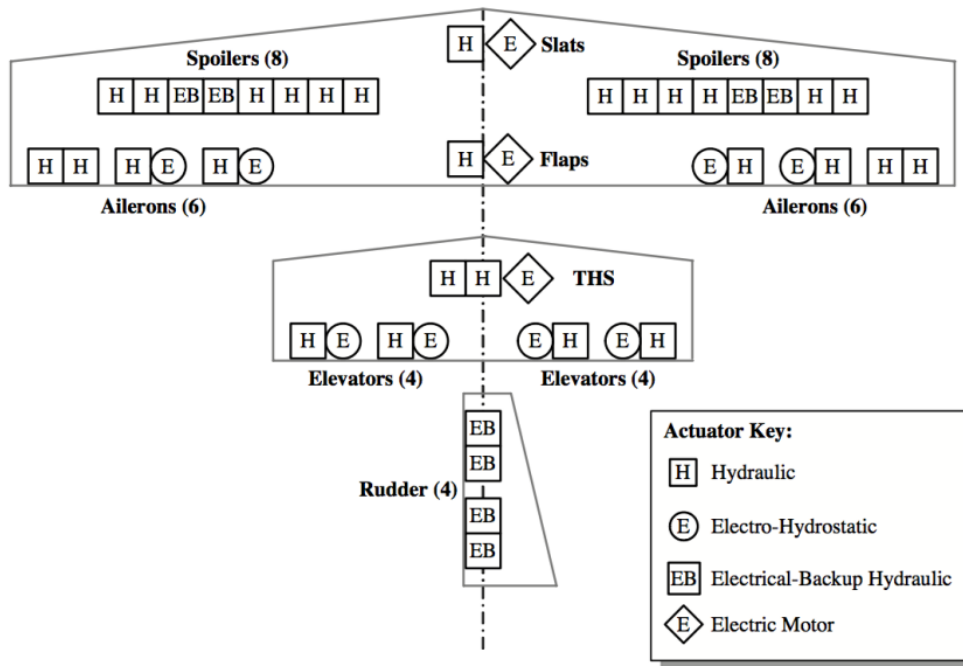 H E Slats
Spoilers (8) Spoilers (8)
H H EB EB H H H H H H H H EB EB H H
H H H E H E H E Flaps E H E H H H
Ailerons (6) Ailerons (6)
H H E THS
H E H E E H E H
Elevators (4) Elevators (4)
EB
EB
Rudder (4)
EB
EB
Actuator Key:
H Hydraulic
E Electro-Hydrostatic
EB Electrical-Backup Hydraulic
E Electric Motor